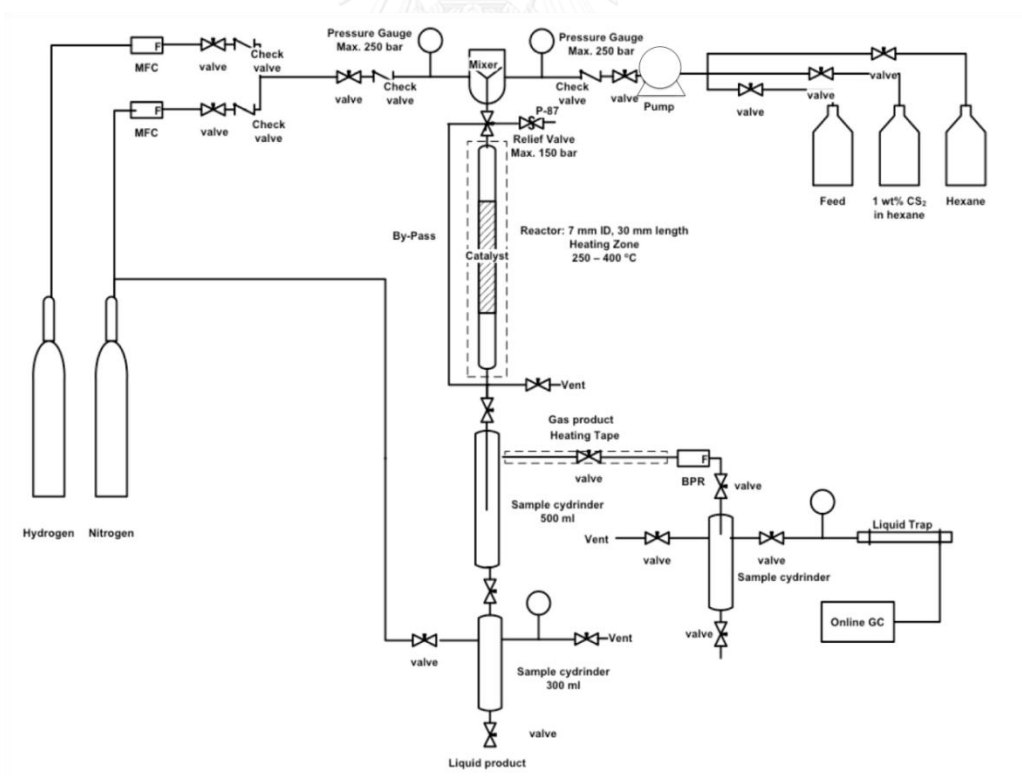 Pressure Gauge
Max. 250 bar
Pressure Gauge
Max. 250 bar
F
MFC
valve
Check
valve
Mixer
valve
Check
valve
Check
valve
valve
Pump
valve
valve
valve
F
MFC
valve
Check
valve
P-87
Relief Valve
Max. 150 bar
Feed
1 wt% CS₂
in hexane
Hexane
By-Pass
Reactor: 7 mm ID, 30 mm length
Heating Zone
250 – 400 °C
Catalyst
Vent
Gas product
Heating Tape
valve
F
BPR
valve
Sample cydrinder
500 ml
Hydrogen
Nitrogen
Vent
valve
valve
Liquid Trap
Sample cydrinder
Online GC
valve
valve
Vent
Sample cydrinder
300 ml
valve
Liquid product